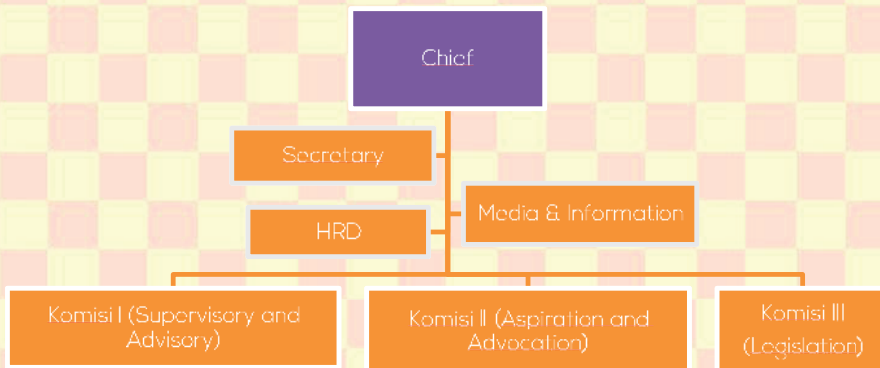 Chief
Secretary
Media & Information
HRD
Komisi I (Supervisory and
Advisory)
Komisi II (Aspiration and
Advocation)
Komisi III
(Legislation)